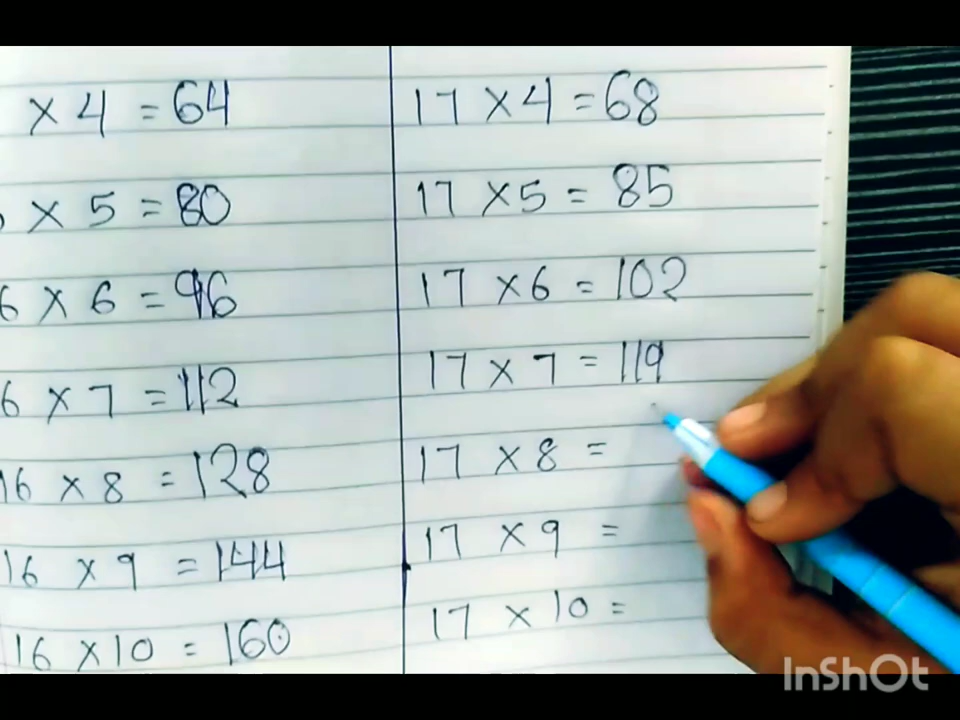 × 4 = 64
× 5 = 80
6 × 6 = 96
6 × 7 = 112
16 × 8 = 128
16 × 9 = 144
16 × 10 = 160
17 × 4 = 68
17 × 5 = 85
17 × 6 = 102
17 × 7 = 119
17 × 8 =
17 × 9 =
17 × 10 =
InShOt